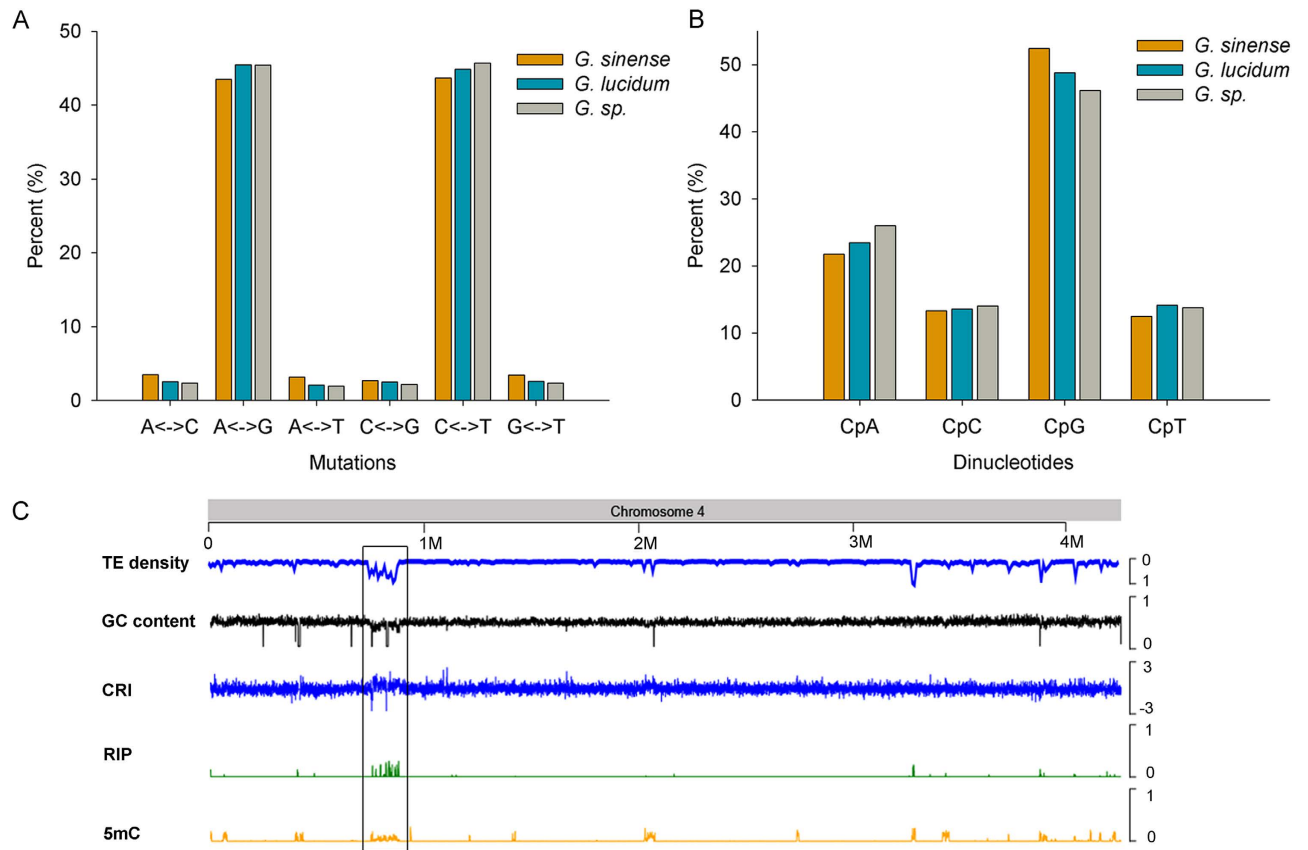 A
Percent (%)
50
40
30
20
10
0
G. sinense
G. lucidum
G. sp.
A<->C A<->G A<->T C<->G C<->T G<->T
Mutations
B
Percent (%)
50
40
30
20
10
0
G. sinense
G. lucidum
G. sp.
CpA CpC CpG CpT
Dinucleotides
C
Chromosome 4
0 1M 2M 3M 4M
TE density
0
1
GC content
1
0
CRI
3
-3
RIP
1
0
5mC
1
0